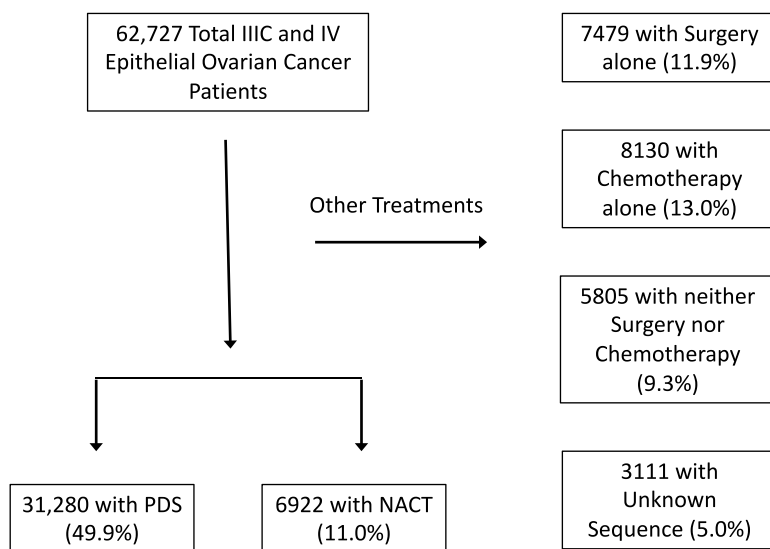 62,727 Total IIIC and IV
Epithelial Ovarian Cancer
Patients
7479 with Surgery
alone (11.9%)
8130 with
Chemotherapy
alone (13.0%)
Other Treatments
5805 with neither
Surgery nor
Chemotherapy
(9.3%)
31,280 with PDS
(49.9%)
6922 with NACT
(11.0%)
3111 with
Unknown
Sequence (5.0%)